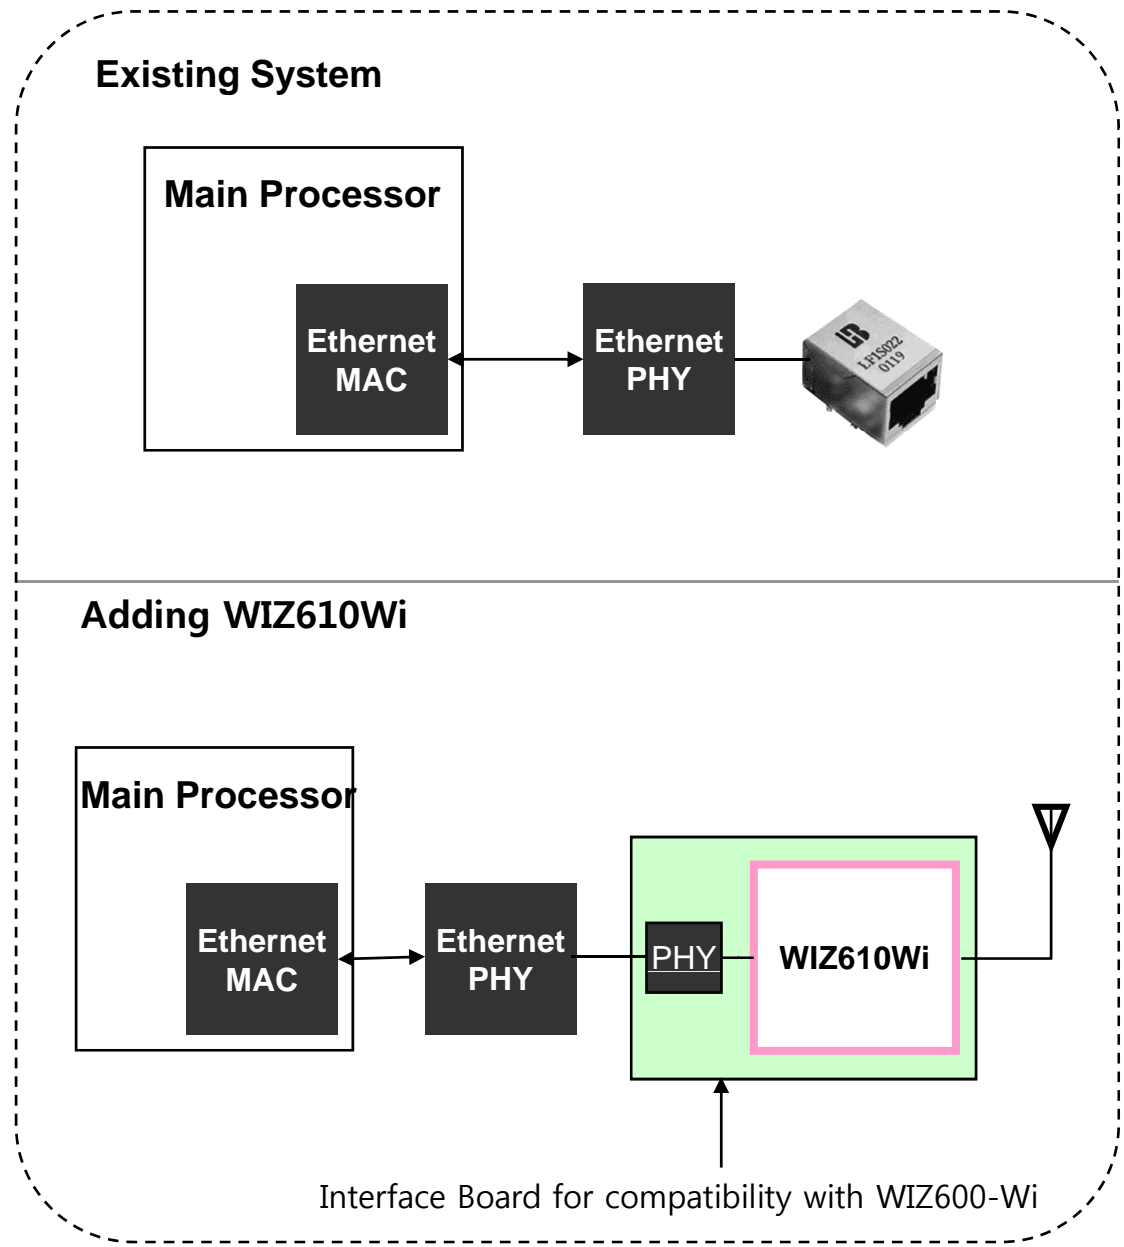 Existing System
Main Processor
Ethernet
MAC
Ethernet
PHY
LF1S022
0119
Adding WIZ610Wi
Main Processor
Ethernet
MAC
Ethernet
PHY
PHY
WIZ610Wi
Interface Board for compatibility with WIZ600-Wi